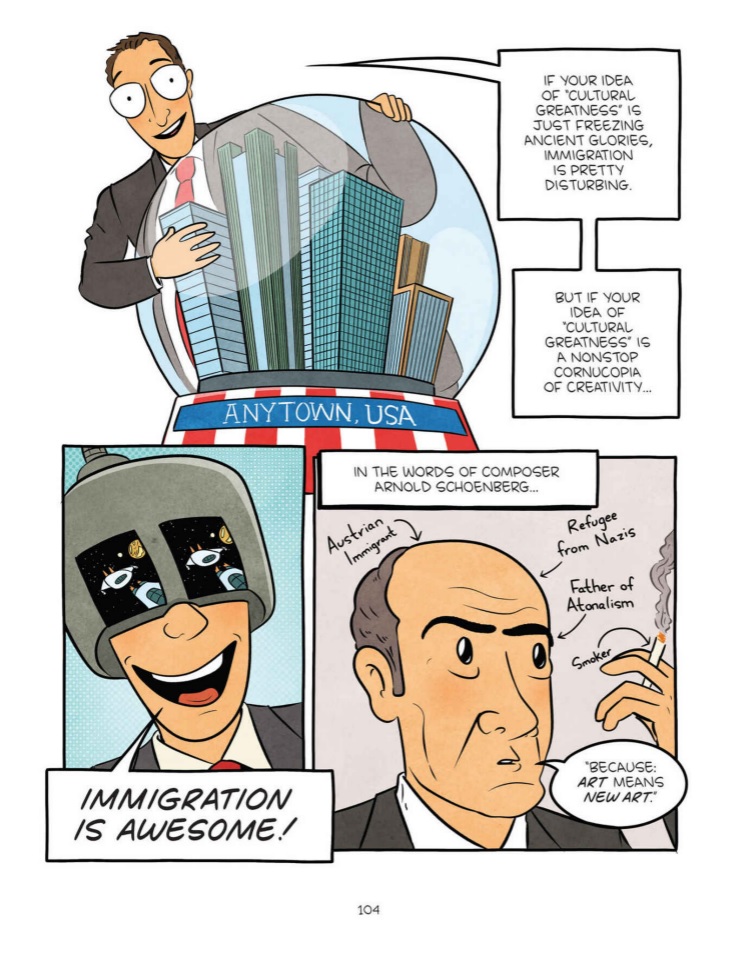 IF YOUR IDEA
OF "CULTURAL
GREATNESS" IS
JUST FREEZING
ANCIENT GLORIES,
IMMIGRATION
IS PRETTY
DISTURBING.
BUT IF YOUR
IDEA OF
"CULTURAL
GREATNESS" IS
A NONSTOP
CORNUCOPIA
OF CREATIVITY...
ANYTOWN, USA
IMMIGRATION
IS AWESOME!
IN THE WORDS OF COMPOSER
ARNOLD SCHOENBERG...
Austrian
Immigrant
Refugee
from Nazis
Father of
Atonalism
Smoker
"BECAUSE:
ART MEANS
NEW ART."
104